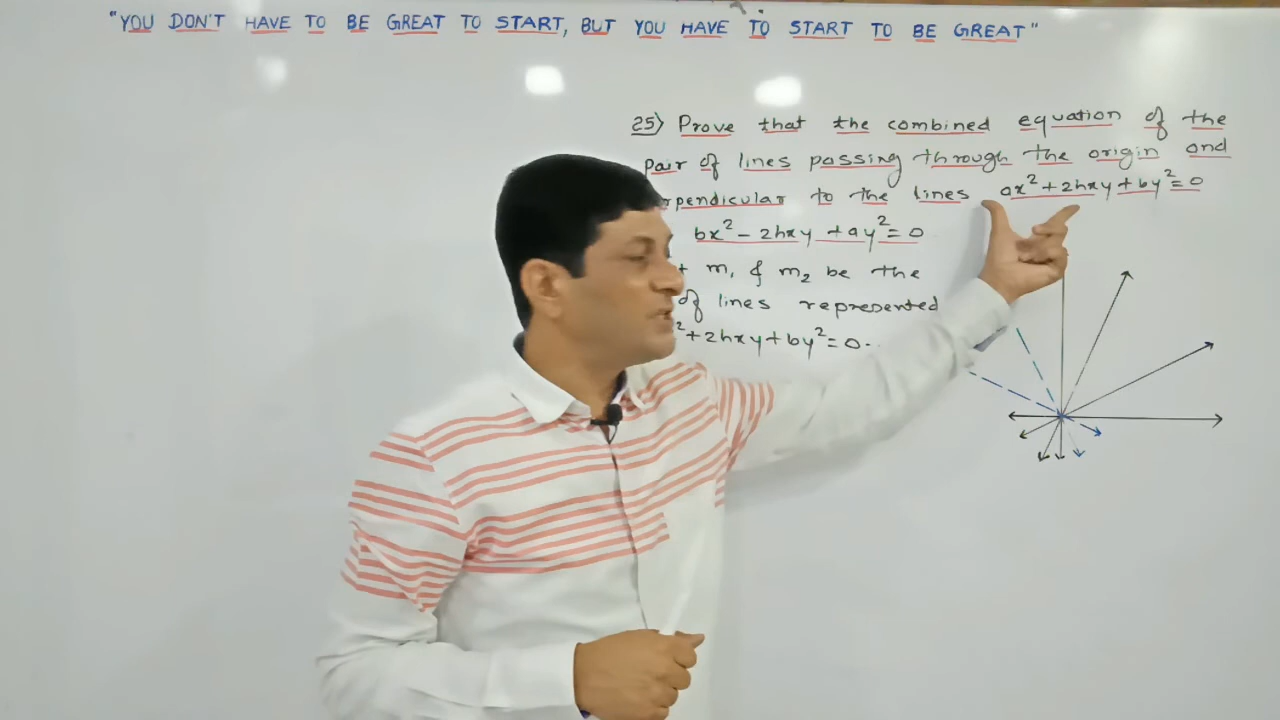 "YOU DON'T HAVE TO BE GREAT TO START, BUT YOU HAVE TO START TO BE GREAT"
25) Prove that the combined equation of the
pair of lines passing through the origin and
rpendicular to the lines ax²+2hxy+by²=0
bx²-2hxy+ay²=0
m₁ & m₂ be the
of lines represented
²+2hxy+by²=0.